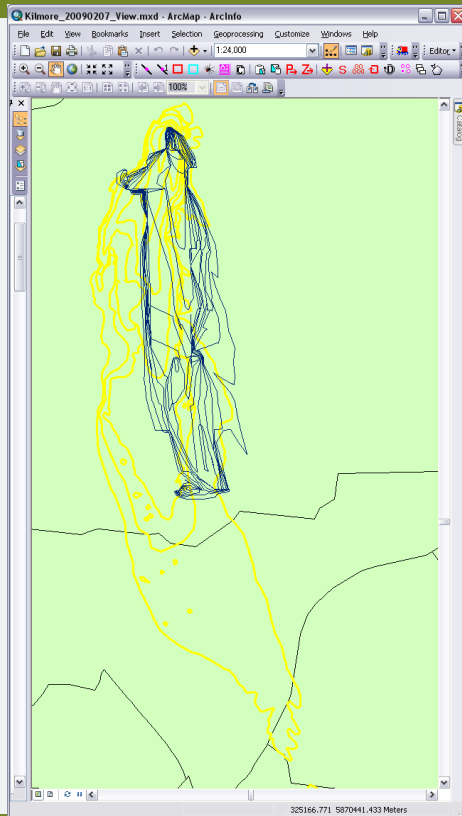 Kilmore_20090207_View.mxd - ArcMap - ArcInfo
File Edit View Bookmarks Insert Selection Geoprocessing Customize Windows Help
1:24,000 Editor
100%
Catalog
325166.771 5870441.433 Meters